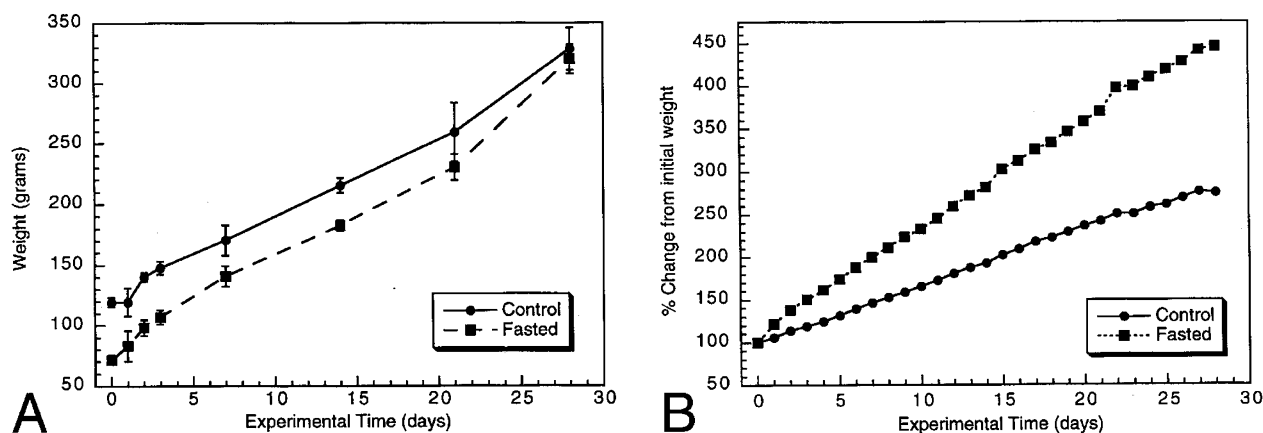 350
300
250
200
150
100
50
Weight (grams)
0 5 10 15 20 25 30
Experimental Time (days)
Control
Fasted
A
450
400
350
300
250
200
150
100
50
% Change from initial weight
0 5 10 15 20 25 30
Experimental Time (days)
Control
Fasted
B